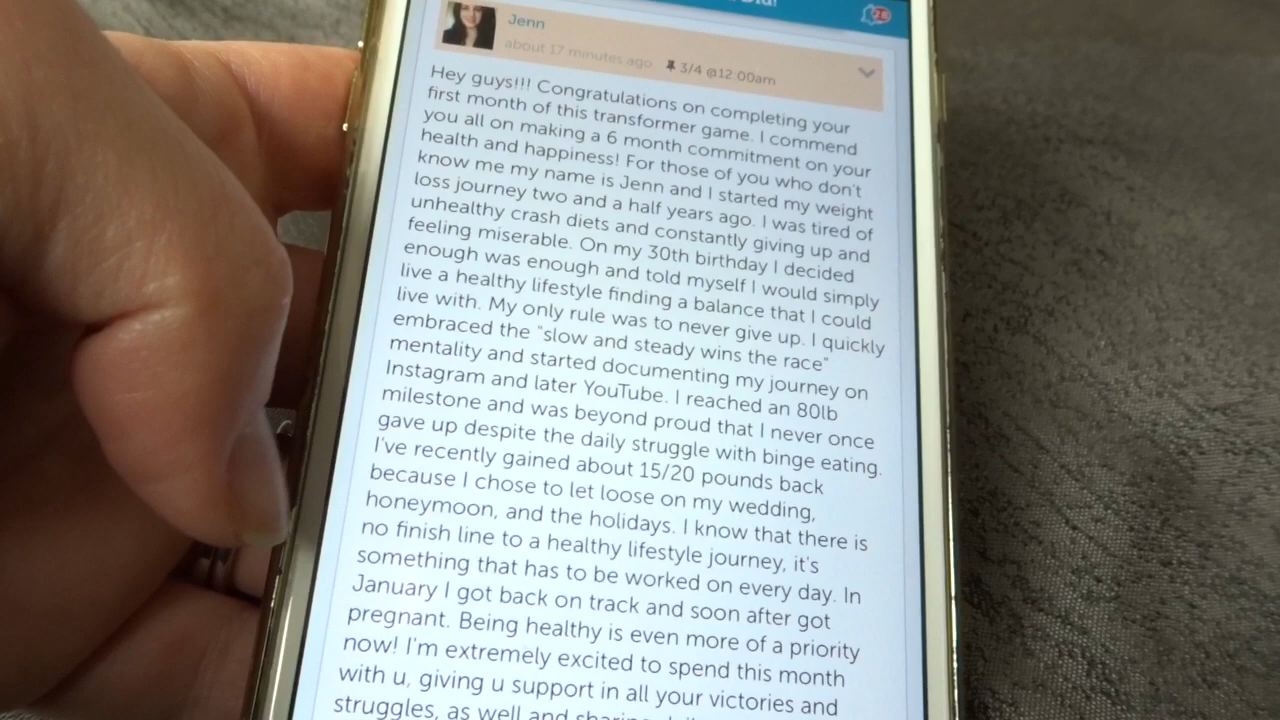 Jenn
about 17 minutes ago 3/4 @12:00am
Hey guys!!! Congratulations on completing your
first month of this transformer game. I commend
you all on making a 6 month commitment on your
health and happiness! For those of you who don't
know me my name is Jenn and I started my weight
loss journey two and a half years ago. I was tired of
unhealthy crash diets and constantly giving up and
feeling miserable. On my 30th birthday I decided
enough was enough and told myself I would simply
live a healthy lifestyle finding a balance that I could
live with. My only rule was to never give up. I quickly
embraced the "slow and steady wins the race"
mentality and started documenting my journey on
Instagram and later YouTube. I reached an 80lb
milestone and was beyond proud that I never once
gave up despite the daily struggle with binge eating.
I've recently gained about 15/20 pounds back
because I chose to let loose on my wedding,
honeymoon, and the holidays. I know that there is
no finish line to a healthy lifestyle journey, it's
something that has to be worked on every day. In
January I got back on track and soon after got
pregnant. Being healthy is even more of a priority
now! I'm extremely excited to spend this month
with u, giving u support in all your victories and
struggles, as well and